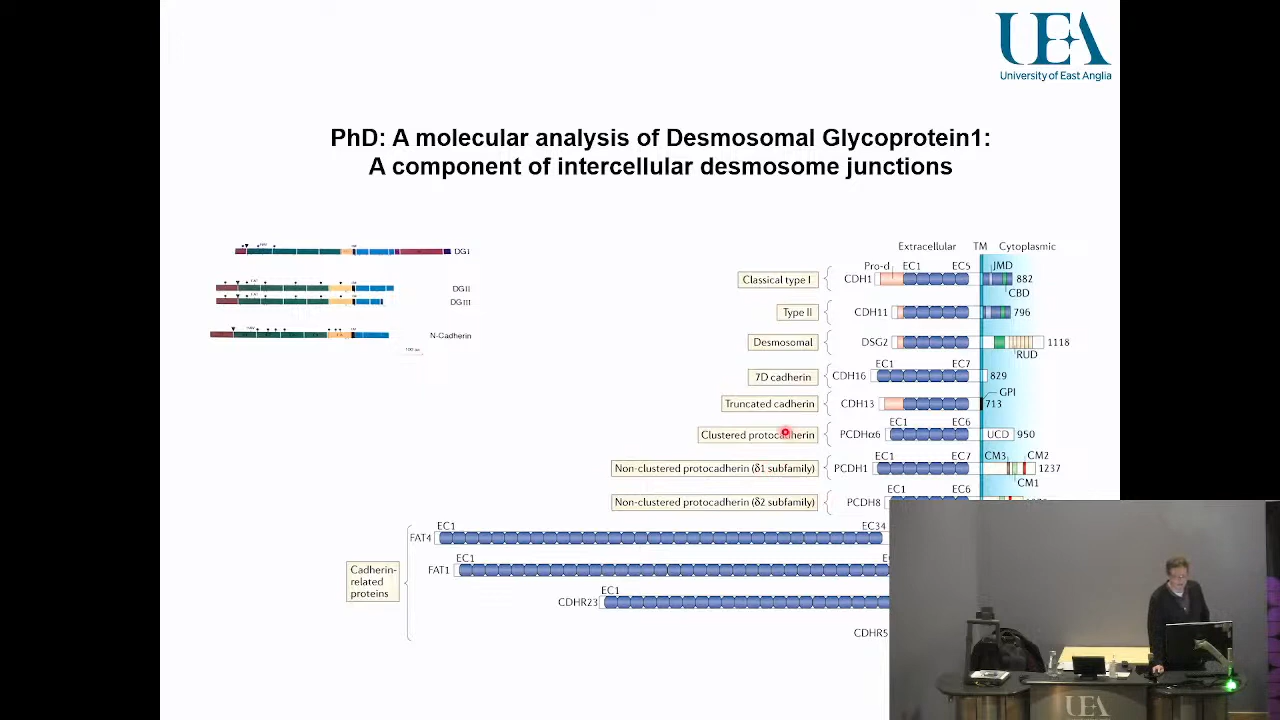 UEA
University of East Anglia
PhD: A molecular analysis of Desmosomal Glycoprotein1:
A component of intercellular desmosome junctions
DGI
DGII
DGIII
N-Cadherin
100 aa
Extracellular TM Cytoplasmic
Pro-d EC1 EC5 JMD
Classical type I CDH1 882
CBD
Type II CDH11 796
Desmosomal DSG2 1118
RUD
EC1 EC7
7D cadherin CDH16 829
GPI
Truncated cadherin CDH13 713
EC1 EC6
Clustered protocadherin PCDHα6 UCD 950
EC1 EC7 CM3 CM2
Non-clustered protocadherin (δ1 subfamily) PCDH1 1237
CM1
EC1 EC6
Non-clustered protocadherin (δ2 subfamily) PCDH8
EC1 EC34
FAT4
EC1
Cadherin-
related
proteins
FAT1
EC1
CDHR23
CDHR5
UEA